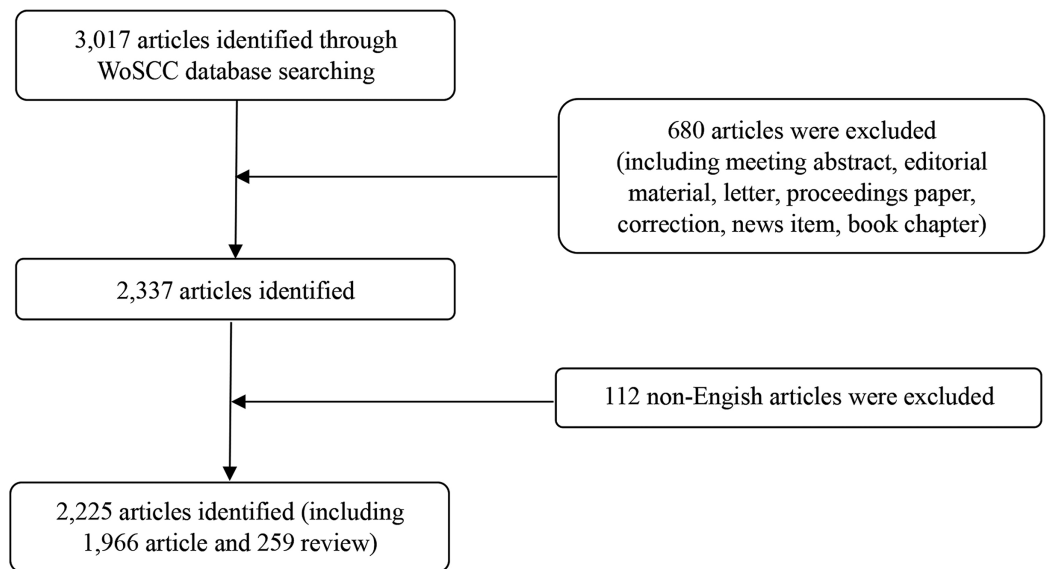 3,017 articles identified through
WoSCC database searching
680 articles were excluded
(including meeting abstract, editorial
material, letter, proceedings paper,
correction, news item, book chapter)
2,337 articles identified
112 non-Engish articles were excluded
2,225 articles identified (including
1,966 article and 259 review)